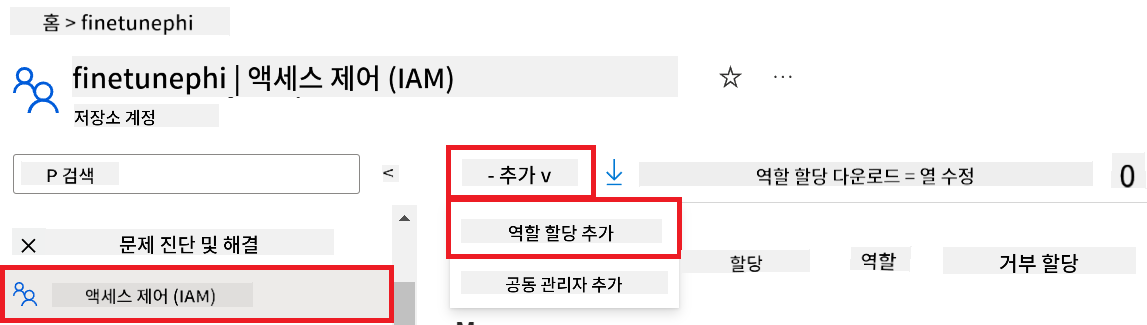 홈 > finetunephi
finetunephi | 액세스 제어 (IAM)
저장소 계정
P 검색
<
- 추가 v
역할 할당 다운로드 = 열 수정
0
역할 할당 추가
공동 관리자 추가
문제 진단 및 해결
액세스 제어 (IAM)
할당
역할
거부 할당